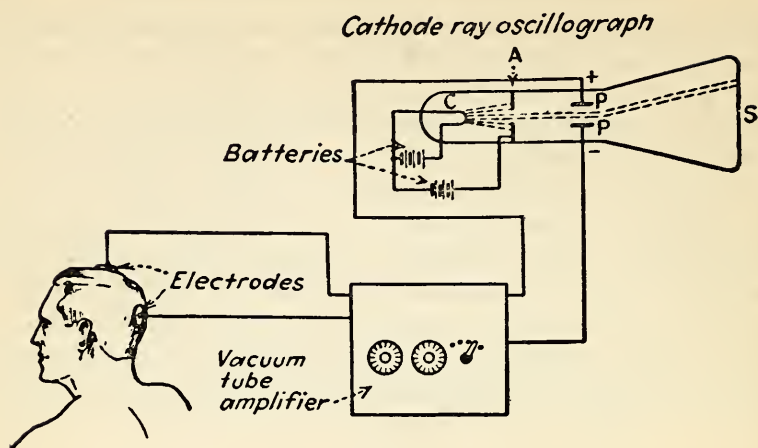 Cathode ray oscillograph
A
+
C
P
P
S
-
Batteries
Electrodes
Vacuum
tube
amplifier